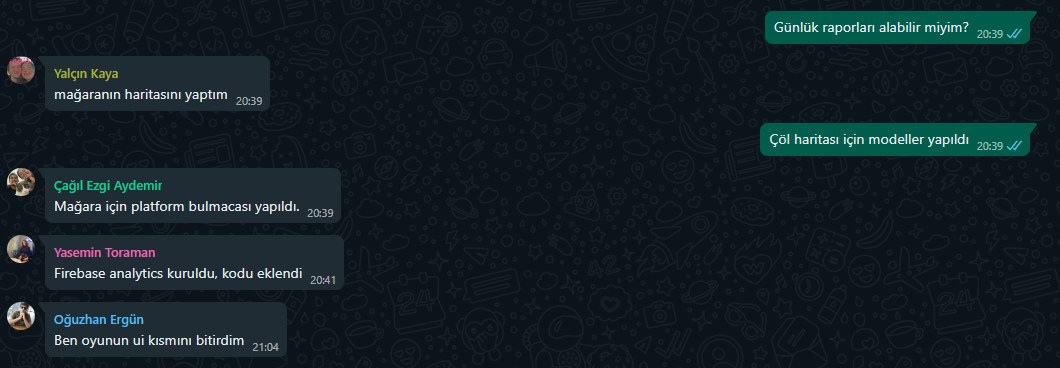 Günlük raporları alabilir miyim? 20:39
Yalçın Kaya
mağaranın haritasını yaptım 20:39
Çöl haritası için modeller yapıldı 20:39
Çağıl Ezgi Aydemir
Mağara için platform bulmacası yapıldı. 20:39
Yasemin Toraman
Firebase analytics kuruldu, kodu eklendi 20:41
Oğuzhan Ergün
Ben oyunun ui kısmını bitirdim 21:04